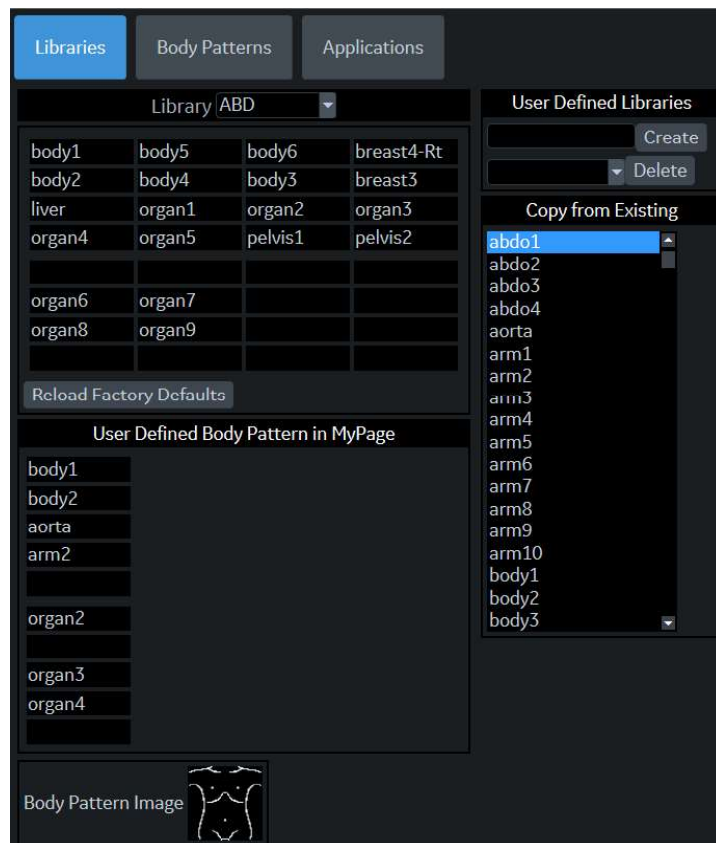 Libraries Body Patterns Applications
Library ABD
body1 body5 body6 breast4-Rt
body2 body4 body3 breast3
liver organ1 organ2 organ3
organ4 organ5 pelvis1 pelvis2
organ6 organ7
organ8 organ9
Reload Factory Defaults
User Defined Body Pattern in MyPage
body1
body2
aorta
arm2
organ2
organ3
organ4
Body Pattern Image
User Defined Libraries
Create
Delete
Copy from Existing
abdo1
abdo2
abdo3
abdo4
aorta
arm1
arm2
arm3
arm4
arm5
arm6
arm7
arm8
arm9
arm10
body1
body2
body3